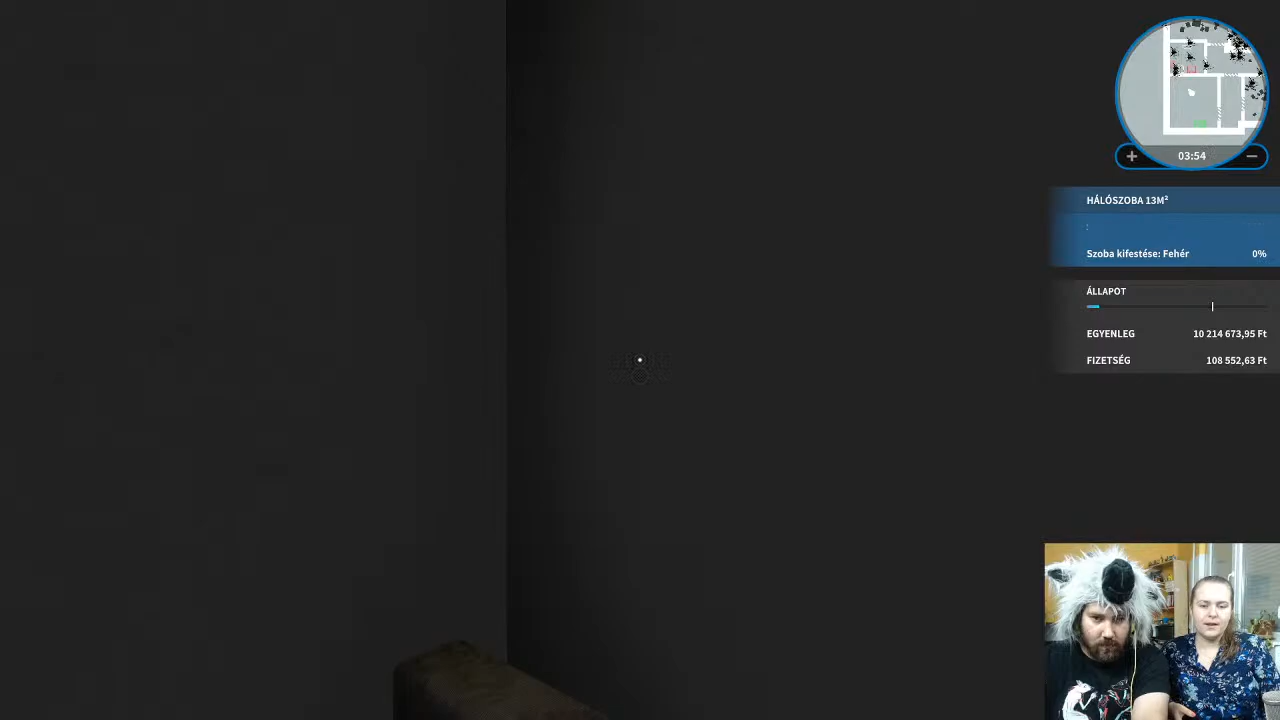 + 03:54 −
HÁLÓSZOBA 13M²
:
Szoba kifestése: Fehér 0%
ÁLLAPOT
EGYENLEG 10 214 673,95 Ft
FIZETSÉG 108 552,63 Ft